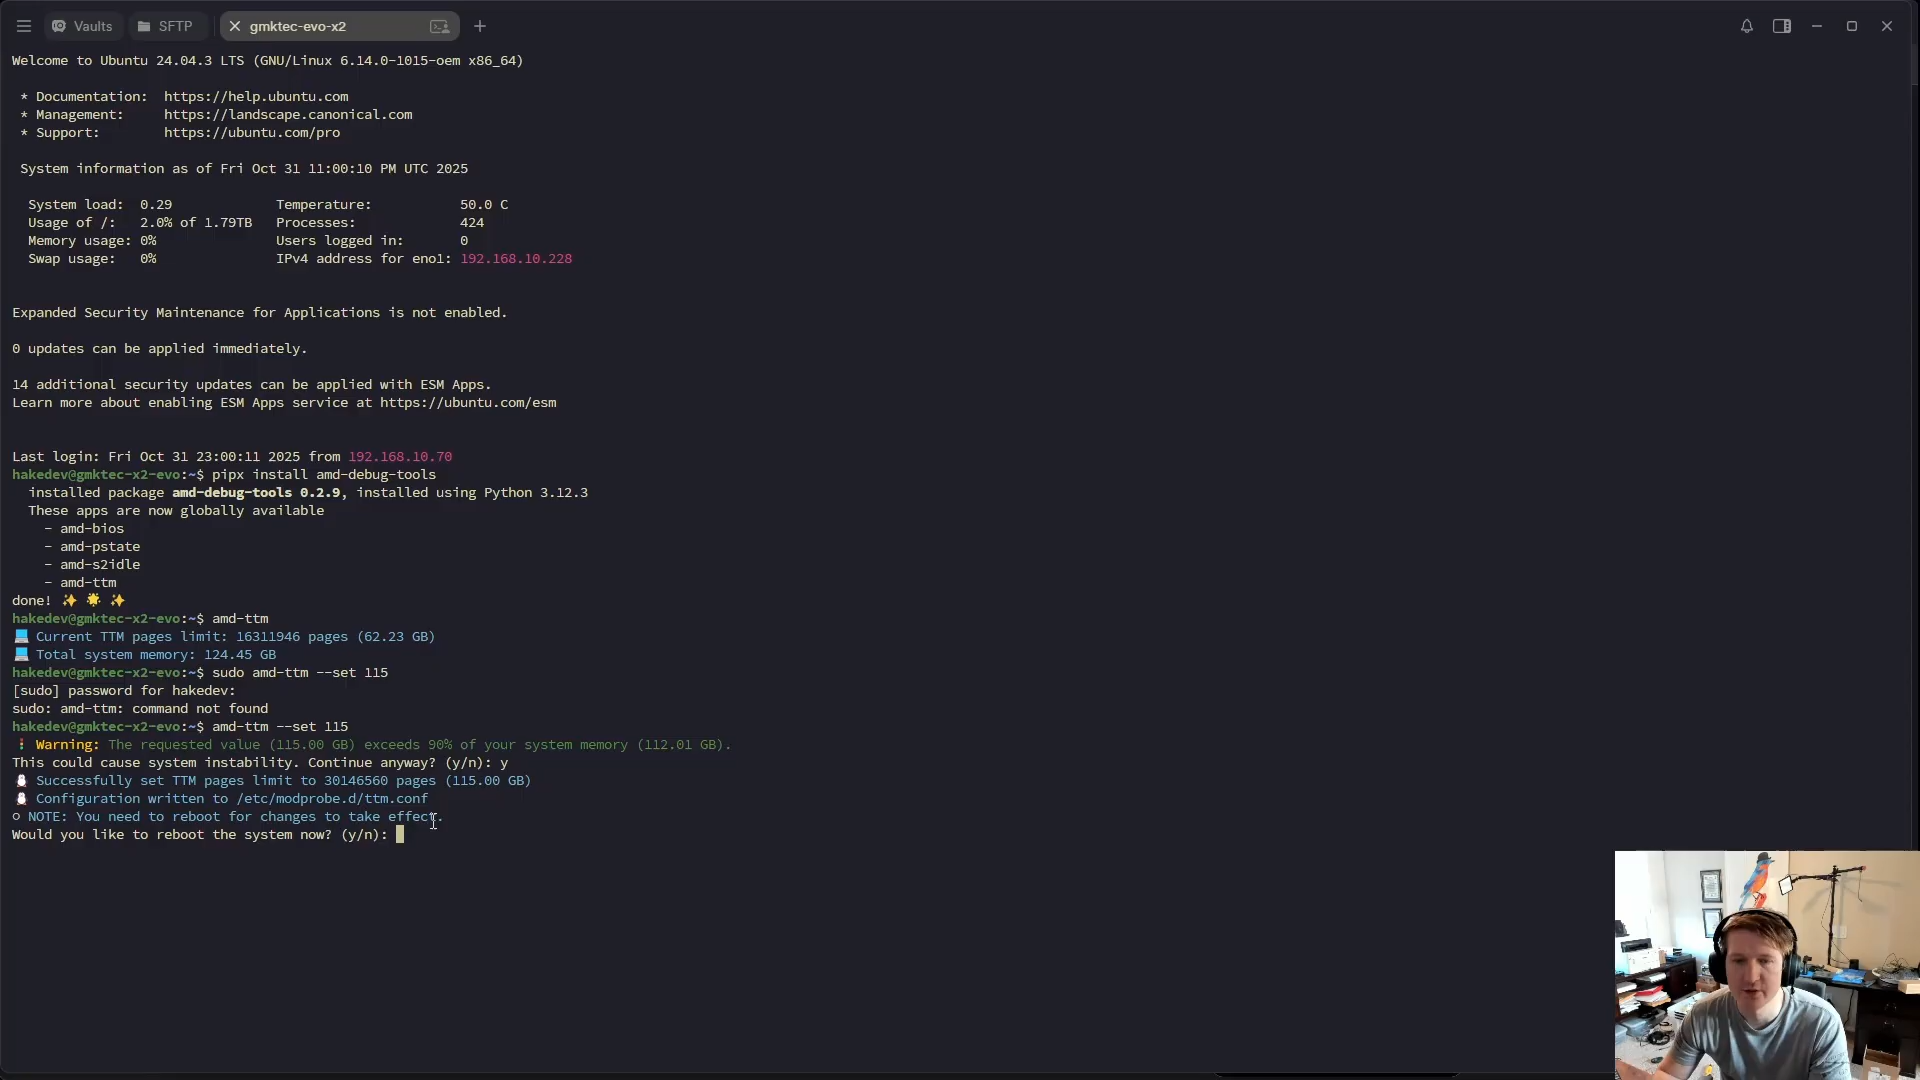 Vaults SFTP gmktec-evo-x2
Welcome to Ubuntu 24.04.3 LTS (GNU/Linux 6.14.0-1015-oem x86_64)
* Documentation: https://help.ubuntu.com
* Management: https://landscape.canonical.com
* Support: https://ubuntu.com/pro
System information as of Fri Oct 31 11:00:10 PM UTC 2025
System load: 0.29 Temperature: 50.0 C
Usage of /: 2.0% of 1.79TB Processes: 424
Memory usage: 0% Users logged in: 0
Swap usage: 0% IPv4 address for eno1: 192.168.10.228
Expanded Security Maintenance for Applications is not enabled.
0 updates can be applied immediately.
14 additional security updates can be applied with ESM Apps.
Learn more about enabling ESM Apps service at https://ubuntu.com/esm
Last login: Fri Oct 31 23:00:11 2025 from 192.168.10.70
hakedev@gmktec-x2-evo:~$ pipx install amd-debug-tools
installed package amd-debug-tools 0.2.9, installed using Python 3.12.3
These apps are now globally available
- amd-bios
- amd-pstate
- amd-s2idle
- amd-ttm
done! ✨ 🌟 ✨
hakedev@gmktec-x2-evo:~$ amd-ttm
💻 Current TTM pages limit: 16311946 pages (62.23 GB)
💻 Total system memory: 124.45 GB
hakedev@gmktec-x2-evo:~$ sudo amd-ttm --set 115
[sudo] password for hakedev:
sudo: amd-ttm: command not found
hakedev@gmktec-x2-evo:~$ amd-ttm --set 115
🚦 Warning: The requested value (115.00 GB) exceeds 90% of your system memory (112.01 GB).
This could cause system instability. Continue anyway? (y/n): y
🐧 Successfully set TTM pages limit to 30146560 pages (115.00 GB)
🐧 Configuration written to /etc/modprobe.d/ttm.conf
○ NOTE: You need to reboot for changes to take effect.
Would you like to reboot the system now? (y/n):